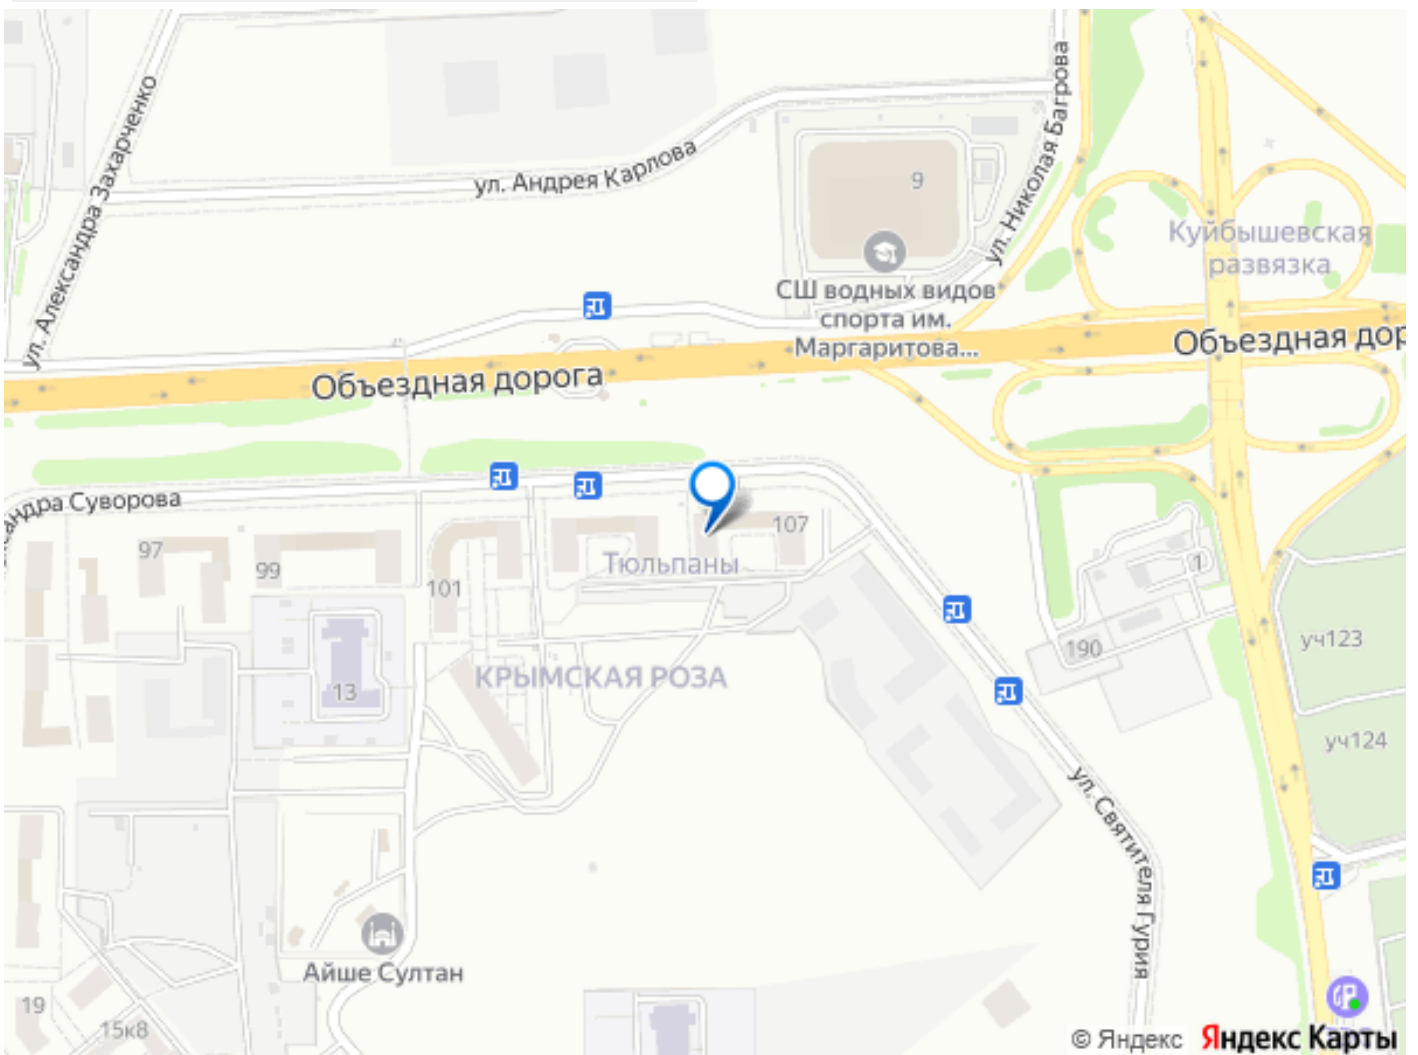 ул. Александра Захарченко
ул. Андрея Карлова
ул. Николая Багрова
9
Куйбышевская
развязка
СШ водных видов
спорта им.
Маргаритова...
Объездная дорога
Объездная дор
ександра Суворова
97
99
101
107
Тюльпаны
1
190
уч123
13
КРЫМСКАЯ РОЗА
уч124
ул. Святителя Гурия
Айше Султан
19
15к8
© Яндекс Яндекс Карты